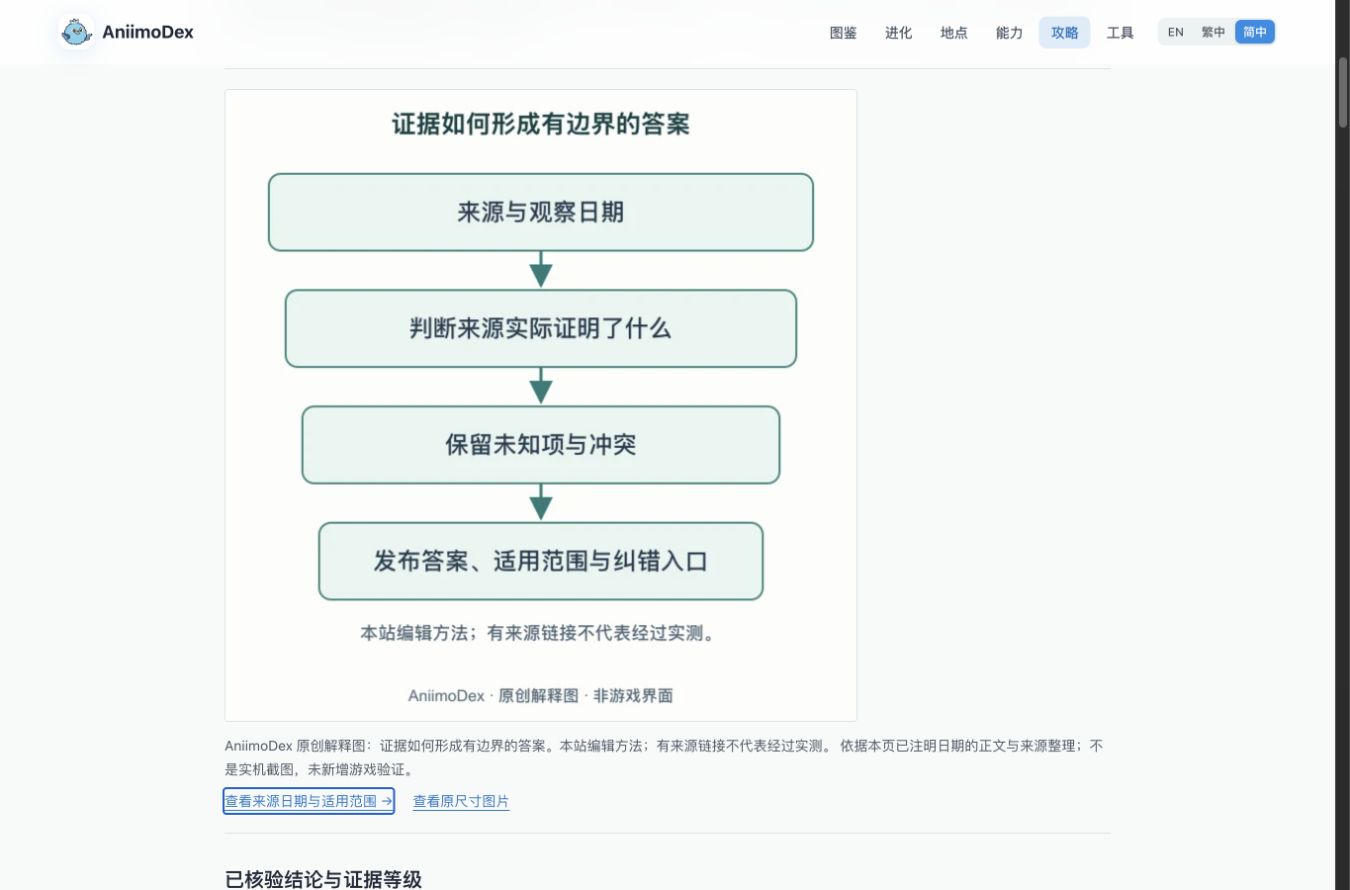 AniimoDex
图鉴 进化 地点 能力 攻略 工具 EN 繁中 简中
证据如何形成有边界的答案
来源与观察日期
判断来源实际证明了什么
保留未知项与冲突
发布答案、适用范围与纠错入口
本站编辑方法；有来源链接不代表经过实测。
AniimoDex · 原创解释图 · 非游戏界面
AniimoDex 原创解释图：证据如何形成有边界的答案。本站编辑方法；有来源链接不代表经过实测。 依据本页已注明日期的正文与来源整理；不
是实机截图，未新增游戏验证。
查看来源日期与适用范围 → 查看原尺寸图片
已核验结论与证据等级